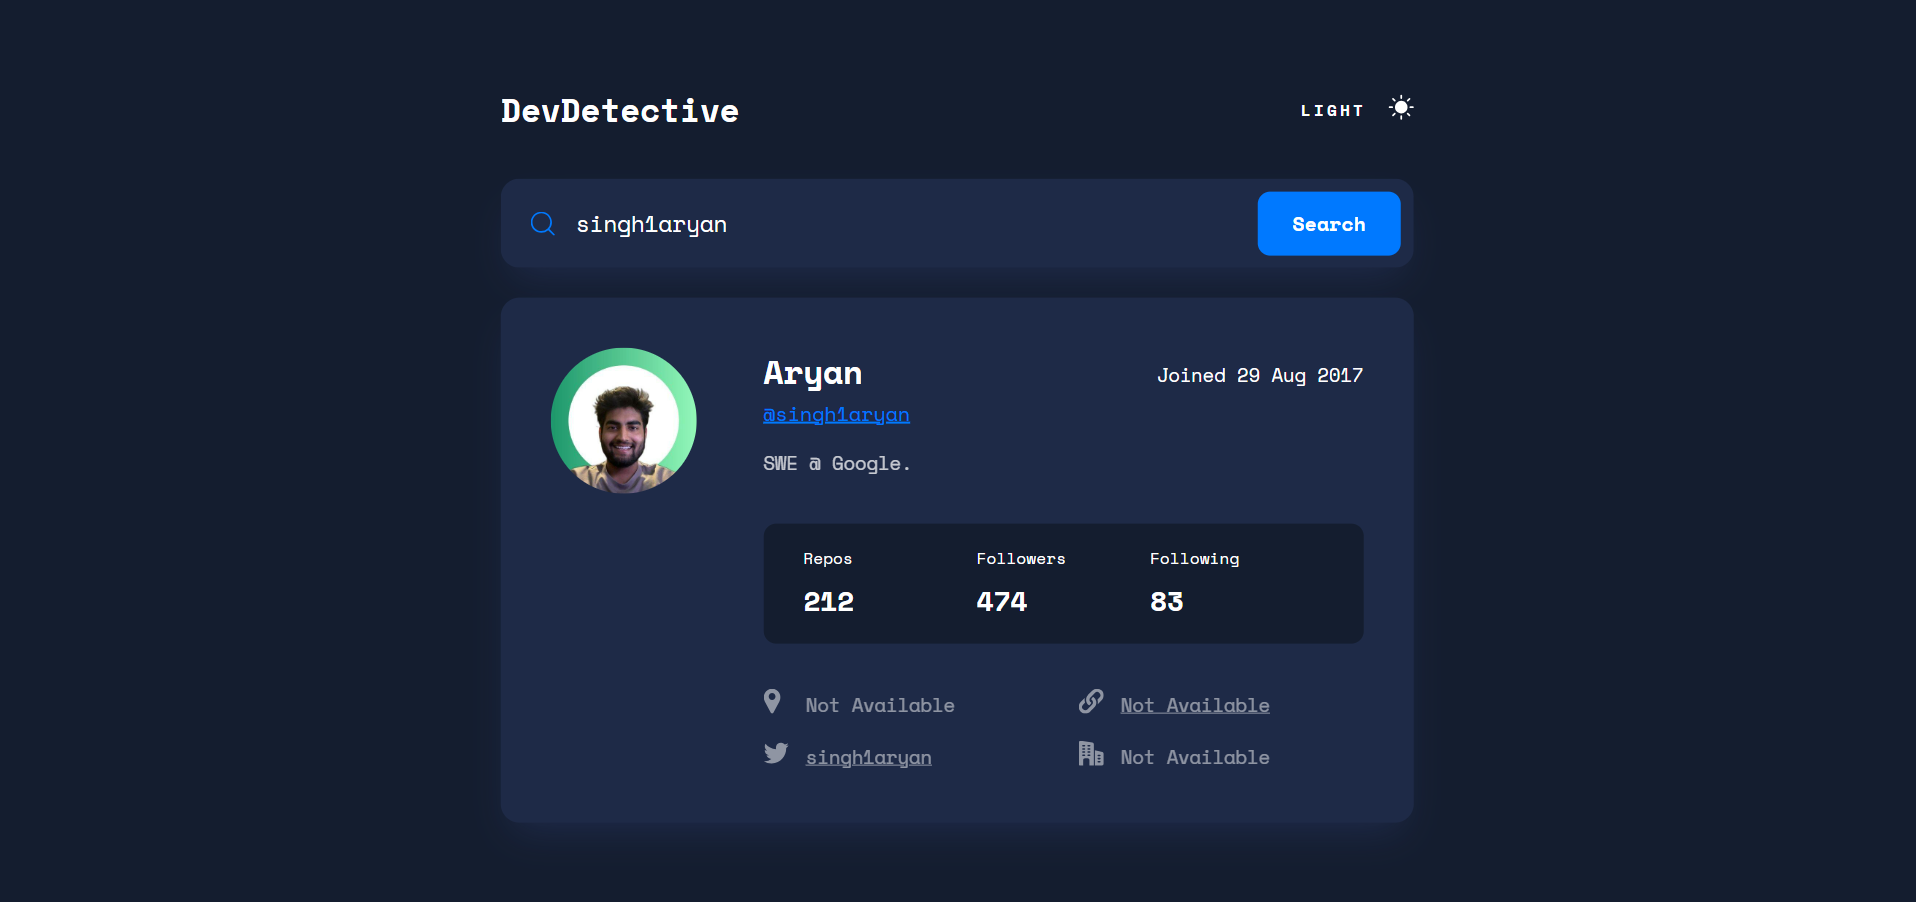 DevDetective
LIGHT
singh1aryan
Search
Aryan
Joined 29 Aug 2017
@singh1aryan
SWE @ Google.
Repos Followers Following
212 474 83
Not Available
Not Available
singh1aryan
Not Available